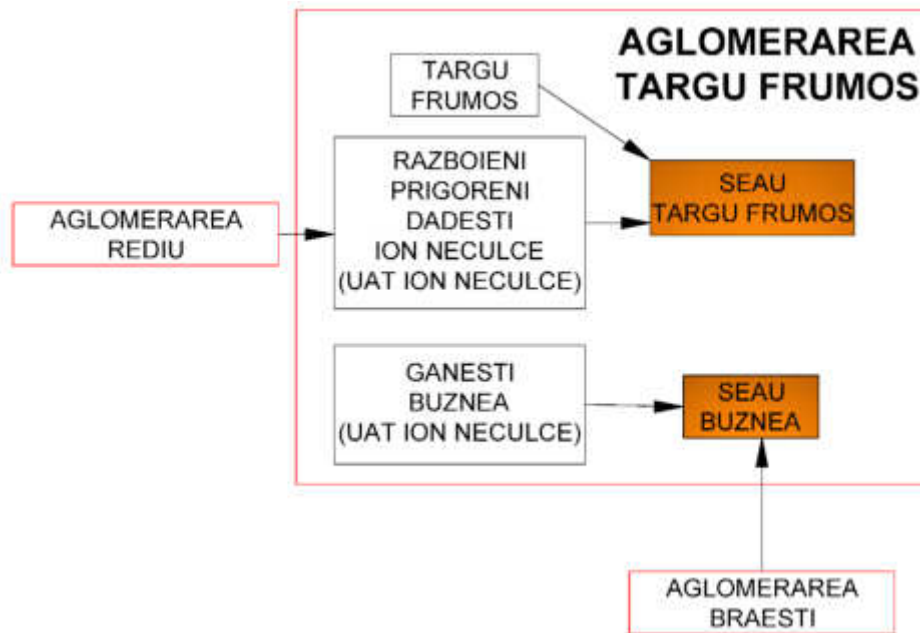 AGLOMERAREA
TARGU FRUMOS
TARGU
FRUMOS
RAZBOIENI
PRIGORENI
DADESTI
ION NECULCE
(UAT ION NECULCE)
SEAU
TARGU FRUMOS
AGLOMERAREA
REDIU
GANESTI
BUZNEA
(UAT ION NECULCE)
SEAU
BUZNEA
AGLOMERAREA
BRAESTI